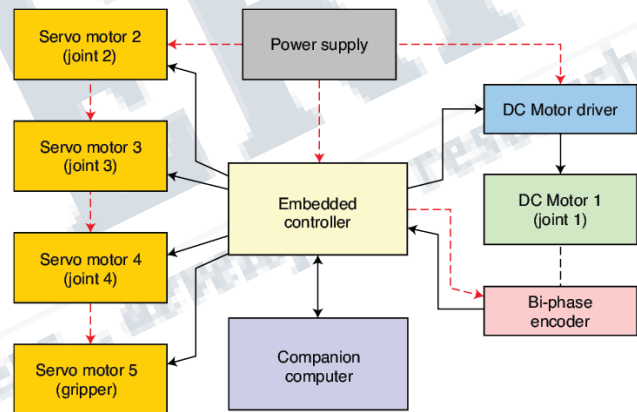 Servo motor 2
(joint 2)
Power supply
DC Motor driver
Servo motor 3
(joint 3)
Embedded
controller
DC Motor 1
(joint 1)
Servo motor 4
(joint 4)
Bi-phase
encoder
Servo motor 5
(gripper)
Companion
computer